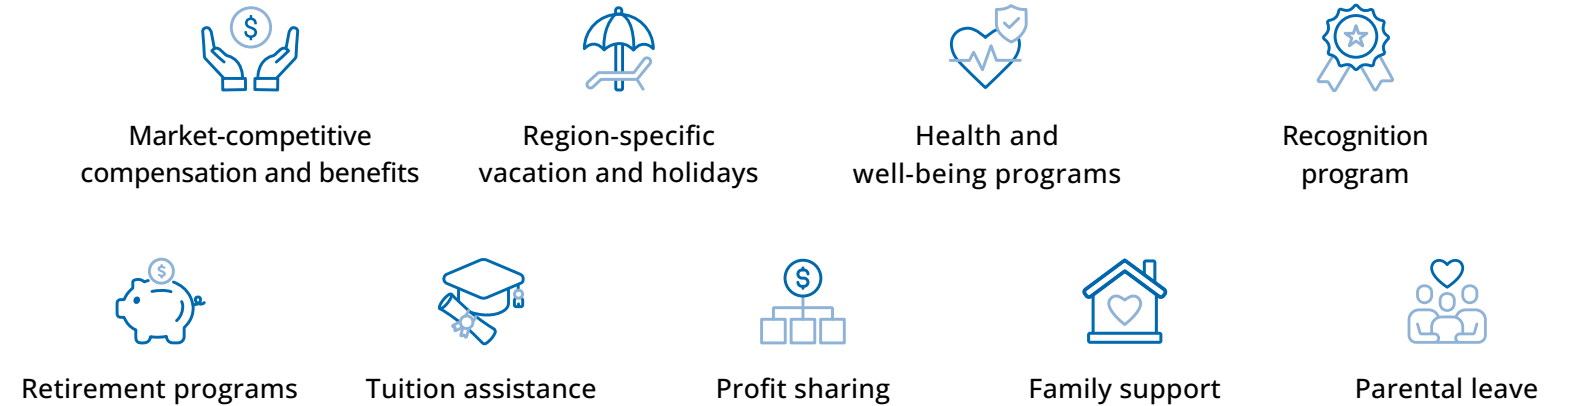 Market-competitive
compensation and benefits
Region-specific
vacation and holidays
Health and
well-being programs
Recognition
program
Retirement programs
Tuition assistance
Profit sharing
Family support
Parental leave